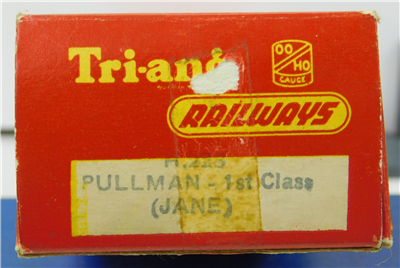 Tri-ang
OO/HO
GAUGE
RAILWAYS
PULLMAN - 1st Class
(JANE)